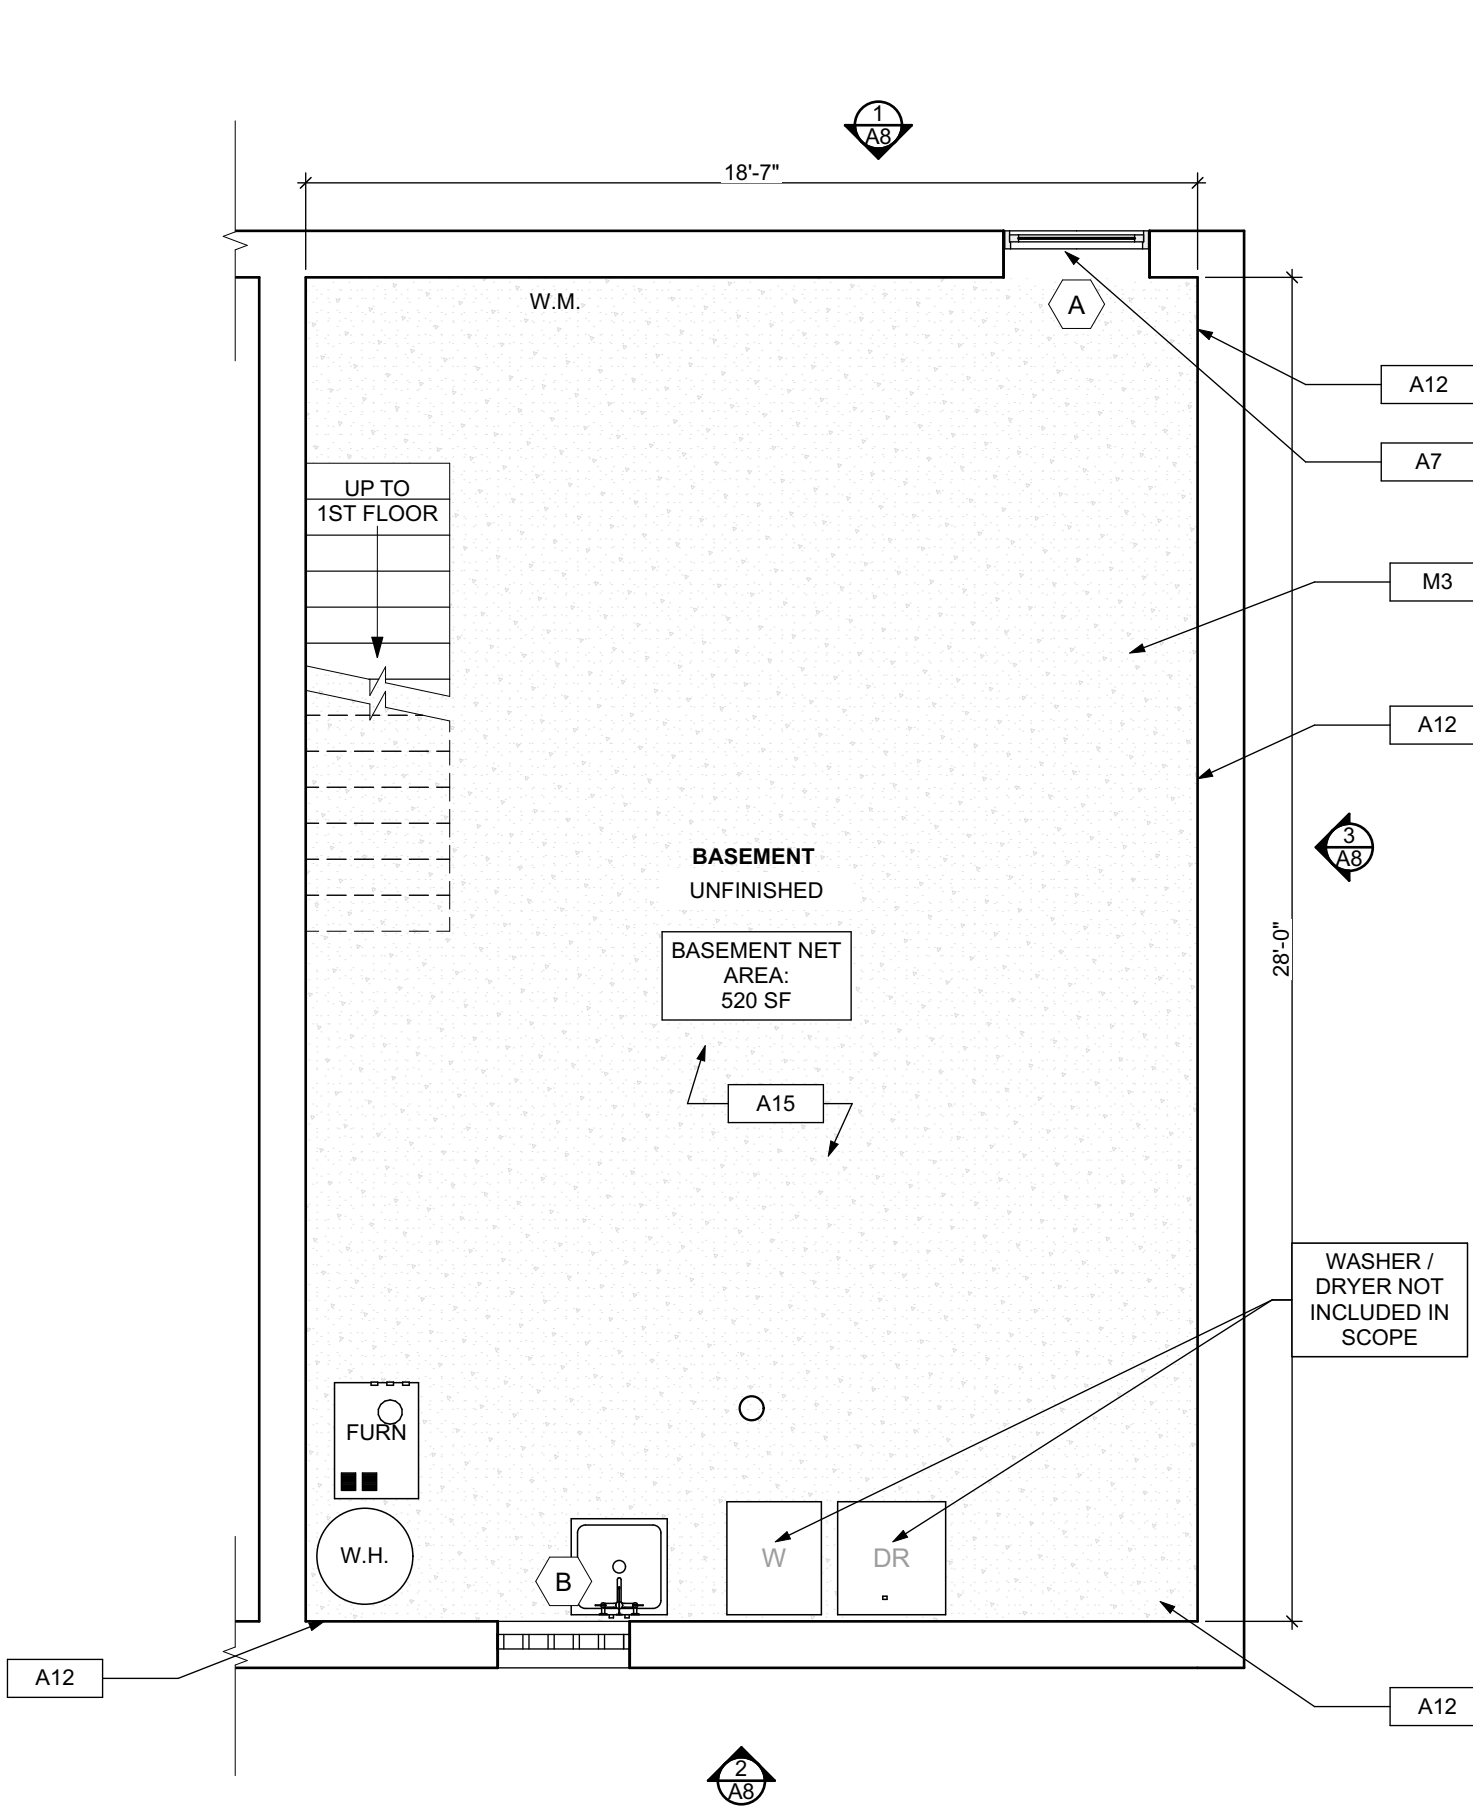 1
A8
18'-7"
W.M.
A
A12
A7
UP TO
1ST FLOOR
M3
A12
3
A8
BASEMENT
UNFINISHED
28'-0"
BASEMENT NET
AREA:
520 SF
A15
WASHER /
DRYER NOT
INCLUDED IN
SCOPE
FURN
W.H.
B
W
DR
A12
A12
2
A8